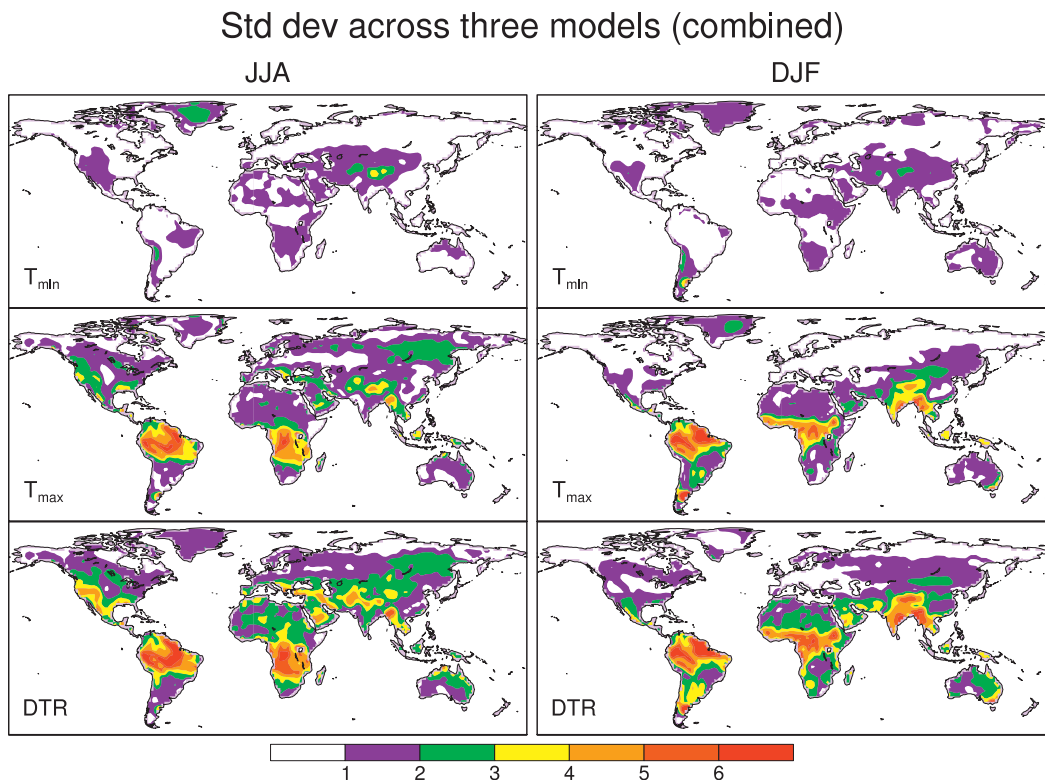 Std dev across three models (combined)
JJA
DJF
Tmin
Tmin
Tmax
Tmax
DTR
DTR
1 2 3 4 5 6